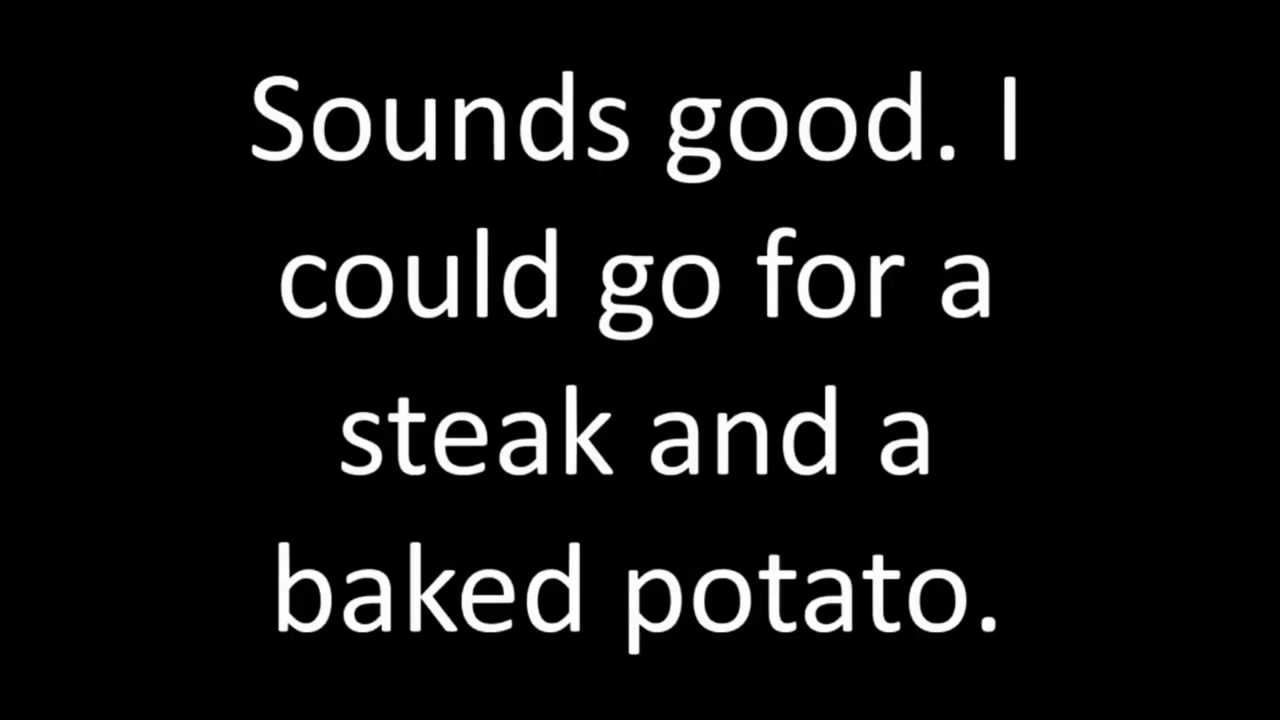 Sounds good. I
could go for a
steak and a
baked potato.